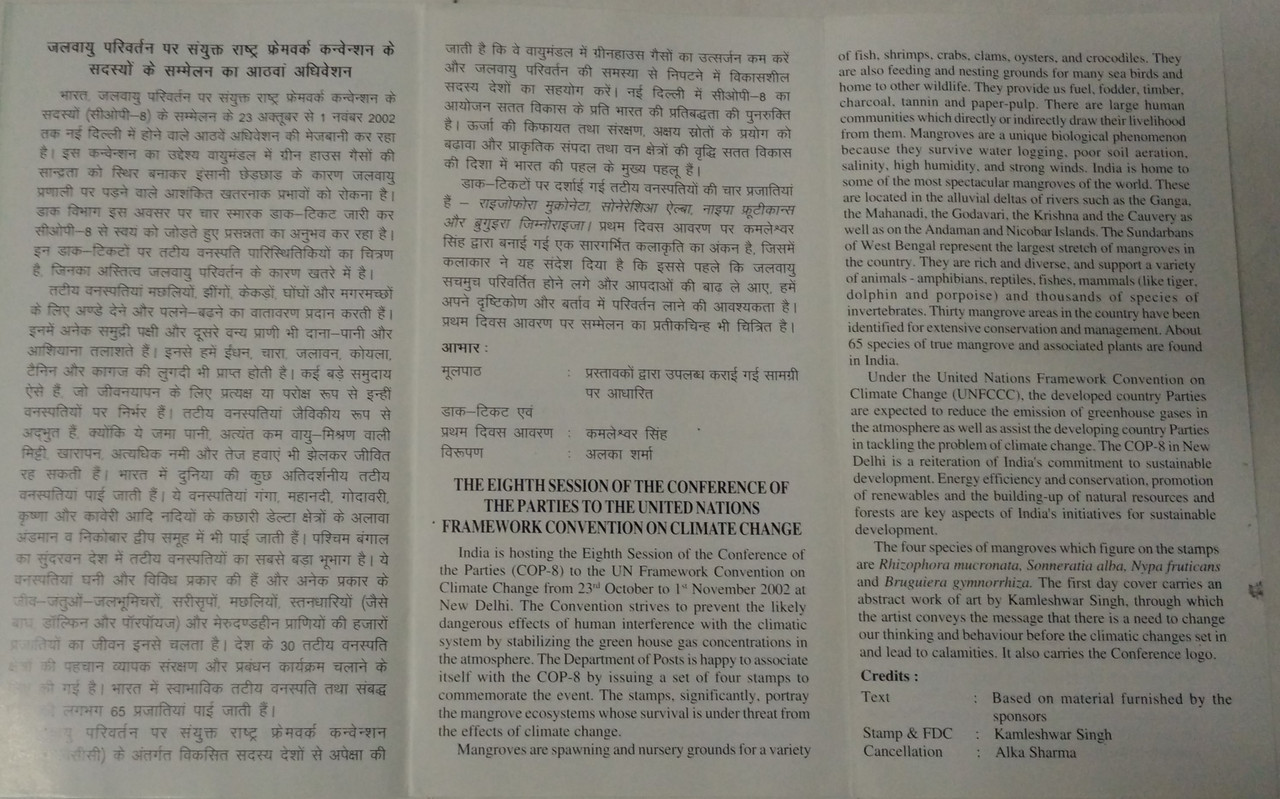 जलवायु परिवर्तन पर संयुक्त राष्ट्र फ्रेमवर्क कन्वेन्शन के
सदस्यों के सम्मेलन का आठवां अधिवेशन
भारत, जलवायु परिवर्तन पर संयुक्त राष्ट्र फ्रेमवर्क कन्वेन्शन के
सदस्यों (सीओपी–8) के सम्मेलन के 23 अक्तूबर से 1 नवंबर 2002
तक नई दिल्ली में होने वाले आठवें अधिवेशन की मेजबानी कर रहा
है। इस कन्वेन्शन का उद्देश्य वायुमंडल में ग्रीन हाउस गैसों की
सान्द्रता को स्थिर बनाकर इंसानी छेड़छाड़ के कारण जलवायु
प्रणाली पर पड़ने वाले आशंकित खतरनाक प्रभावों को रोकना है।
डाक विभाग इस अवसर पर चार स्मारक डाक–टिकट जारी कर
सीओपी–8 से स्वयं को जोड़ते हुए प्रसन्नता का अनुभव कर रहा है।
इन डाक–टिकटों पर तटीय वनस्पति पारिस्थितिकियों का चित्रण
है, जिनका अस्तित्व जलवायु परिवर्तन के कारण खतरे में है।
तटीय वनस्पतियां मछलियों, झींगों, केकड़ों, घोंघों और मगरमच्छों
के लिए अण्डे देने और पलने–बढ़ने का वातावरण प्रदान करती हैं।
इनमें अनेक समुद्री पक्षी और दूसरे वन्य प्राणी भी दाना–पानी और
आशियाना तलाशते हैं। इनसे हमें ईंधन, चारा, जलावन, कोयला,
टैनिन और कागज की लुगदी भी प्राप्त होती है। कई बड़े समुदाय
ऐसे हैं, जो जीवनयापन के लिए प्रत्यक्ष या परोक्ष रूप से इन्हीं
वनस्पतियों पर निर्भर हैं। तटीय वनस्पतियां जैविकीय रूप से
अद्भुत हैं, क्योंकि ये जमा पानी, अत्यंत कम वायु–मिश्रण वाली
मिट्टी, खारापन, अत्यधिक नमी और तेज हवाएं भी झेलकर जीवित
रह सकती हैं। भारत में दुनिया की कुछ अतिदर्शनीय तटीय
वनस्पतियां पाई जाती हैं। ये वनस्पतियां गंगा, महानदी, गोदावरी,
कृष्णा और कावेरी आदि नदियों के कछारी डेल्टा क्षेत्रों के अलावा
अंडमान व निकोबार द्वीप समूह में भी पाई जाती हैं। पश्चिम बंगाल
का सुंदरवन देश में तटीय वनस्पतियों का सबसे बड़ा भूभाग है। ये
वनस्पतियां घनी और विविध प्रकार की हैं और अनेक प्रकार के
जीव–जंतुओं–जलभूमिचरों, सरीसृपों, मछलियों, स्तनधारियों (जैसे
बाघ, डॉल्फिन और पॉरपॉयज) और मेरुदण्डहीन प्राणियों की हजारों
प्रजातियों का जीवन इनसे चलता है। देश के 30 तटीय वनस्पति
की पहचान व्यापक संरक्षण और प्रबंधन कार्यक्रम चलाने के
की गई है। भारत में स्वाभाविक तटीय वनस्पति तथा संबद्ध
लगभग 65 प्रजातियां पाई जाती हैं।
परिवर्तन पर संयुक्त राष्ट्र फ्रेमवर्क कन्वेन्शन
के अंतर्गत विकसित सदस्य देशों से अपेक्षा की
जाती है कि वे वायुमंडल में ग्रीनहाउस गैसों का उत्सर्जन कम करें
और जलवायु परिवर्तन की समस्या से निपटने में विकासशील
सदस्य देशों का सहयोग करें। नई दिल्ली में सीओपी–8 का
आयोजन सतत विकास के प्रति भारत की प्रतिबद्धता की पुनरुक्ति
है। ऊर्जा की किफायत तथा संरक्षण, अक्षय स्रोतों के प्रयोग को
बढ़ावा और प्राकृतिक संपदा तथा वन क्षेत्रों की वृद्धि सतत विकास
की दिशा में भारत की पहल के मुख्य पहलू हैं।
डाक–टिकटों पर दर्शाई गई तटीय वनस्पतियों की चार प्रजातियां
हैं – राइजोफोरा मुक्रोनेटा, सोनेरेशिआ ऐल्बा, नाइपा फ्रूटीकान्स
और ब्रुगुइरा जिम्नोराइजा। प्रथम दिवस आवरण पर कमलेश्वर
सिंह द्वारा बनाई गई एक सारगर्भित कलाकृति का अंकन है, जिसमें
कलाकार ने यह संदेश दिया है कि इससे पहले कि जलवायु
सचमुच परिवर्तित होने लगे और आपदाओं की बाढ़ ले आए, हमें
अपने दृष्टिकोण और बर्ताव में परिवर्तन लाने की आवश्यकता है।
प्रथम दिवस आवरण पर सम्मेलन का प्रतीकचिन्ह भी चित्रित है।
आभार :
मूलपाठ : प्रस्तावकों द्वारा उपलब्ध कराई गई सामग्री
पर आधारित
डाक–टिकट एवं
प्रथम दिवस आवरण : कमलेश्वर सिंह
विरूपण : अलका शर्मा
THE EIGHTH SESSION OF THE CONFERENCE OF
THE PARTIES TO THE UNITED NATIONS
FRAMEWORK CONVENTION ON CLIMATE CHANGE
India is hosting the Eighth Session of the Conference of
the Parties (COP-8) to the UN Framework Convention on
Climate Change from 23rd October to 1st November 2002 at
New Delhi. The Convention strives to prevent the likely
dangerous effects of human interference with the climatic
system by stabilizing the green house gas concentrations in
the atmosphere. The Department of Posts is happy to associate
itself with the COP-8 by issuing a set of four stamps to
commemorate the event. The stamps, significantly, portray
the mangrove ecosystems whose survival is under threat from
the effects of climate change.
Mangroves are spawning and nursery grounds for a variety
of fish, shrimps, crabs, clams, oysters, and crocodiles. They
are also feeding and nesting grounds for many sea birds and
home to other wildlife. They provide us fuel, fodder, timber,
charcoal, tannin and paper-pulp. There are large human
communities which directly or indirectly draw their livelihood
from them. Mangroves are a unique biological phenomenon
because they survive water logging, poor soil aeration,
salinity, high humidity, and strong winds. India is home to
some of the most spectacular mangroves of the world. These
are located in the alluvial deltas of rivers such as the Ganga,
the Mahanadi, the Godavari, the Krishna and the Cauvery as
well as on the Andaman and Nicobar Islands. The Sundarbans
of West Bengal represent the largest stretch of mangroves in
the country. They are rich and diverse, and support a variety
of animals - amphibians, reptiles, fishes, mammals (like tiger,
dolphin and porpoise) and thousands of species of
invertebrates. Thirty mangrove areas in the country have been
identified for extensive conservation and management. About
65 species of true mangrove and associated plants are found
in India.
Under the United Nations Framework Convention on
Climate Change (UNFCCC), the developed country Parties
are expected to reduce the emission of greenhouse gases in
the atmosphere as well as assist the developing country Parties
in tackling the problem of climate change. The COP-8 in New
Delhi is a reiteration of India's commitment to sustainable
development. Energy efficiency and conservation, promotion
of renewables and the building-up of natural resources and
forests are key aspects of India's initiatives for sustainable
development.
The four species of mangroves which figure on the stamps
are Rhizophora mucronata, Sonneratia alba, Nypa fruticans
and Bruguiera gymnorrhiza. The first day cover carries an
abstract work of art by Kamleshwar Singh, through which
the artist conveys the message that there is a need to change
our thinking and behaviour before the climatic changes set in
and lead to calamities. It also carries the Conference logo.
Credits :
Text : Based on material furnished by the
sponsors
Stamp & FDC : Kamleshwar Singh
Cancellation : Alka Sharma